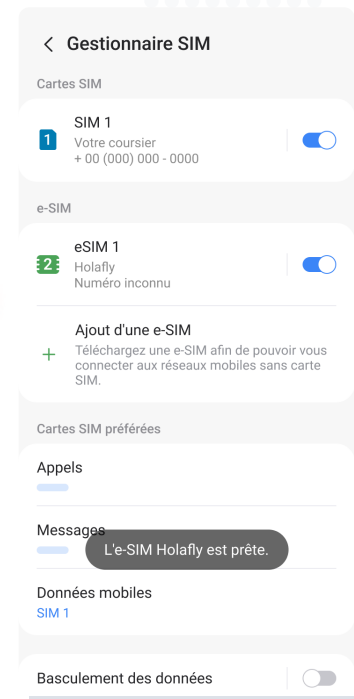 Gestionnaire SIM
Cartes SIM
SIM 1
1
Votre coursier
+ 00 (000) 000 - 0000
e-SIM
eSIM 1
2
Holafly
Numéro inconnu
Ajout d'une e-SIM
Téléchargez une e-SIM afin de pouvoir vous
connecter aux réseaux mobiles sans carte
SIM.
Cartes SIM préférées
Appels
Messages
L'e-SIM Holafly est prête.
Données mobiles
SIM 1
Basculement des données